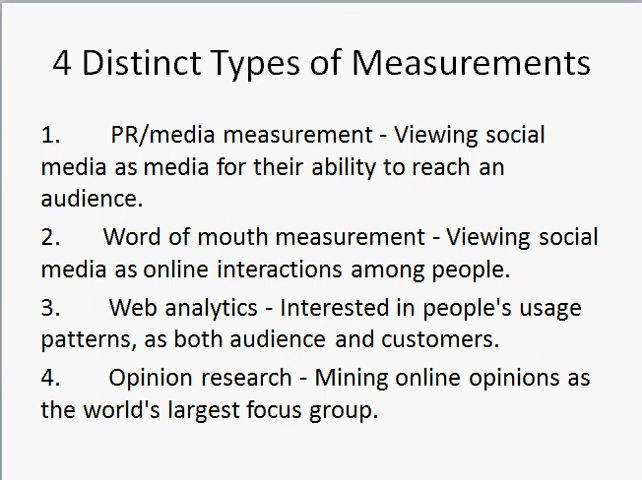 4 Distinct Types of Measurements
1. PR/media measurement - Viewing social
media as media for their ability to reach an
audience.
2. Word of mouth measurement - Viewing social
media as online interactions among people.
3. Web analytics - Interested in people's usage
patterns, as both audience and customers.
4. Opinion research - Mining online opinions as
the world's largest focus group.